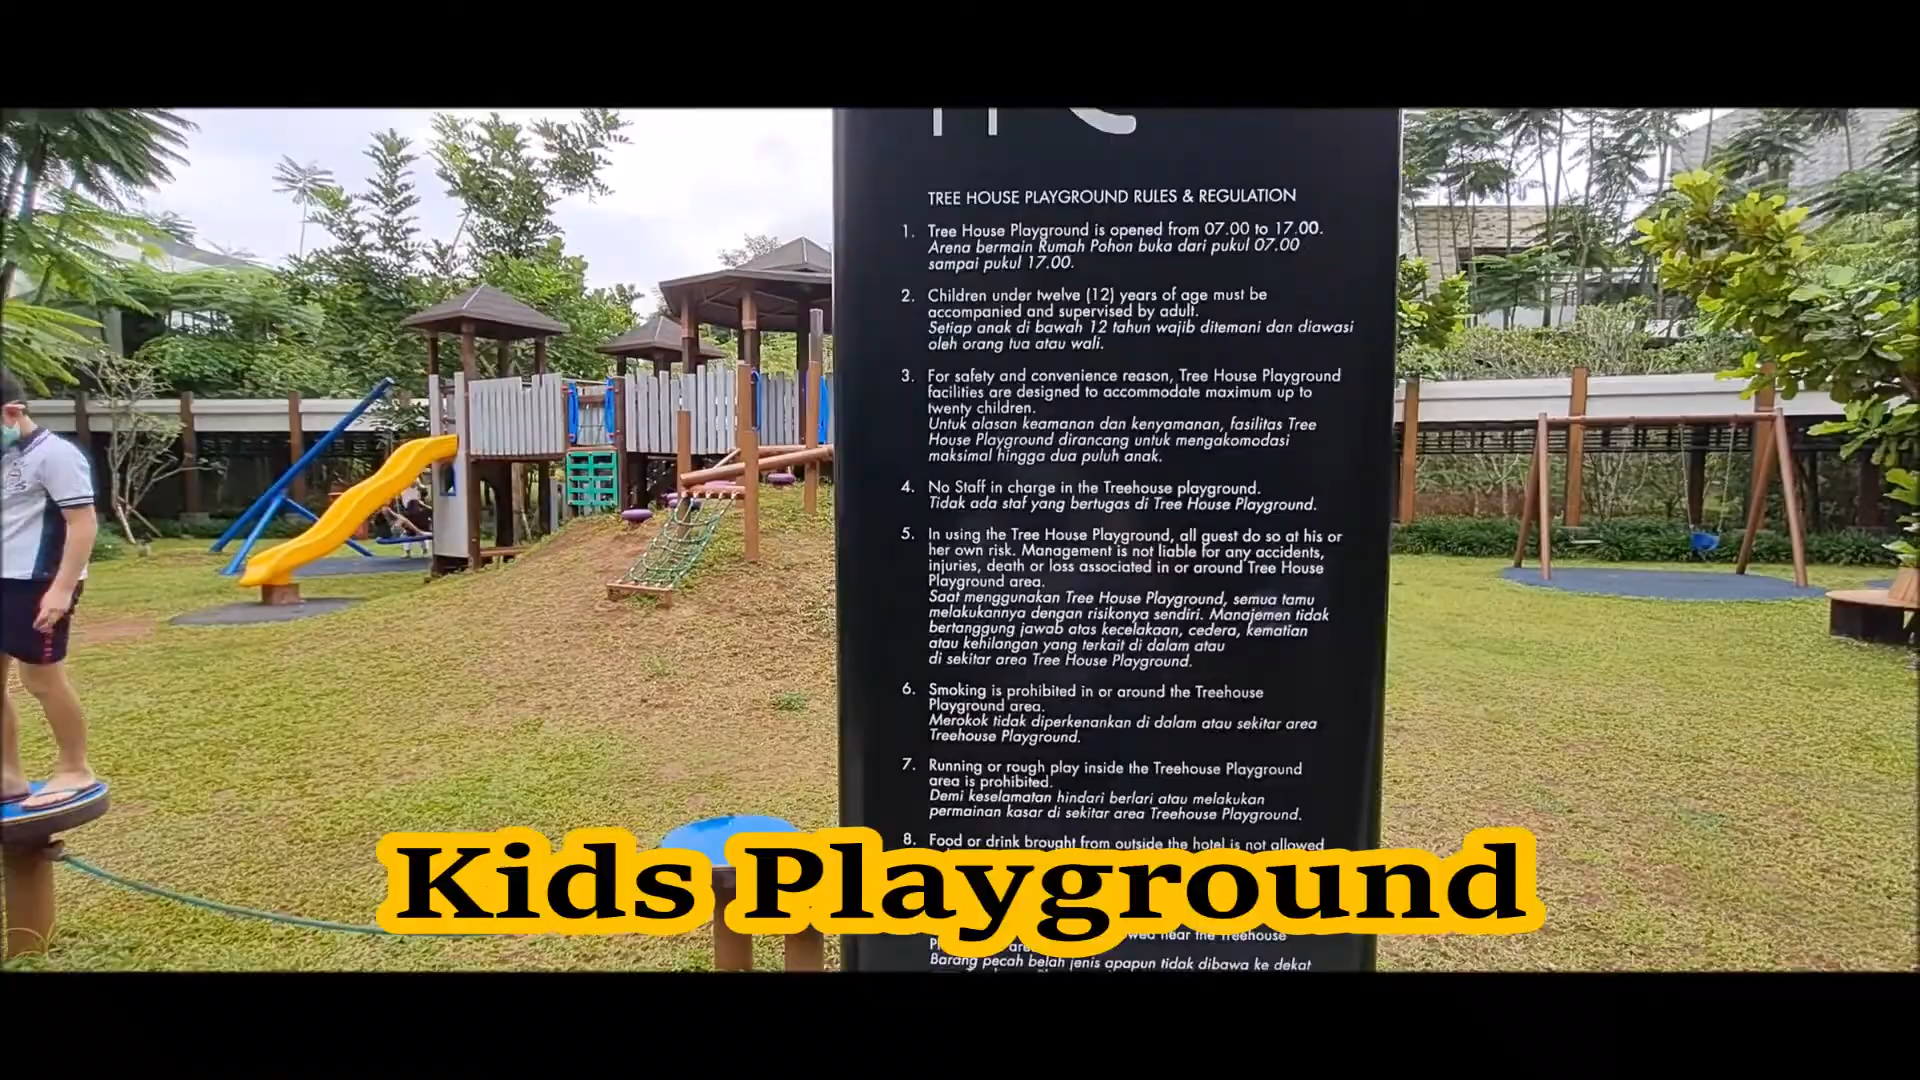 TREE HOUSE PLAYGROUND RULES & REGULATION
1. Tree House Playground is opened from 07.00 to 17.00.
Arena bermain Rumah Pohon buka dari pukul 07.00
sampai pukul 17.00.
2. Children under twelve (12) years of age must be
accompanied and supervised by adult.
Setiap anak di bawah 12 tahun wajib ditemani dan diawasi
oleh orang tua atau wali.
3. For safety and convenience reason, Tree House Playground
facilities are designed to accommodate maximum up to
twenty children.
Untuk alasan keamanan dan kenyamanan, fasilitas Tree
House Playground dirancang untuk mengakomodasi
maksimal hingga dua puluh anak.
4. No Staff in charge in the Treehouse playground.
Tidak ada staf yang bertugas di Tree House Playground.
5. In using the Tree House Playground, all guest do so at his or
her own risk. Management is not liable for any accidents,
injuries, death or loss associated in or around Tree House
Playground area.
Saat menggunakan Tree House Playground, semua tamu
melakukannya dengan risikonya sendiri. Manajemen tidak
bertanggung jawab atas kecelakaan, cedera, kematian
atau kehilangan yang terkait di dalam atau
di sekitar area Tree House Playground.
6. Smoking is prohibited in or around the Treehouse
Playground area.
Merokok tidak diperkenankan di dalam atau sekitar area
Treehouse Playground.
7. Running or rough play inside the Treehouse Playground
area is prohibited.
Demi keselamatan hindari berlari atau melakukan
permainan kasar di sekitar area Treehouse Playground.
8. Food or drink brought from outside the hotel is not allowed
Kids Playground
near the Treehouse
Barang pecah belah jenis apapun tidak dibawa ke dekat